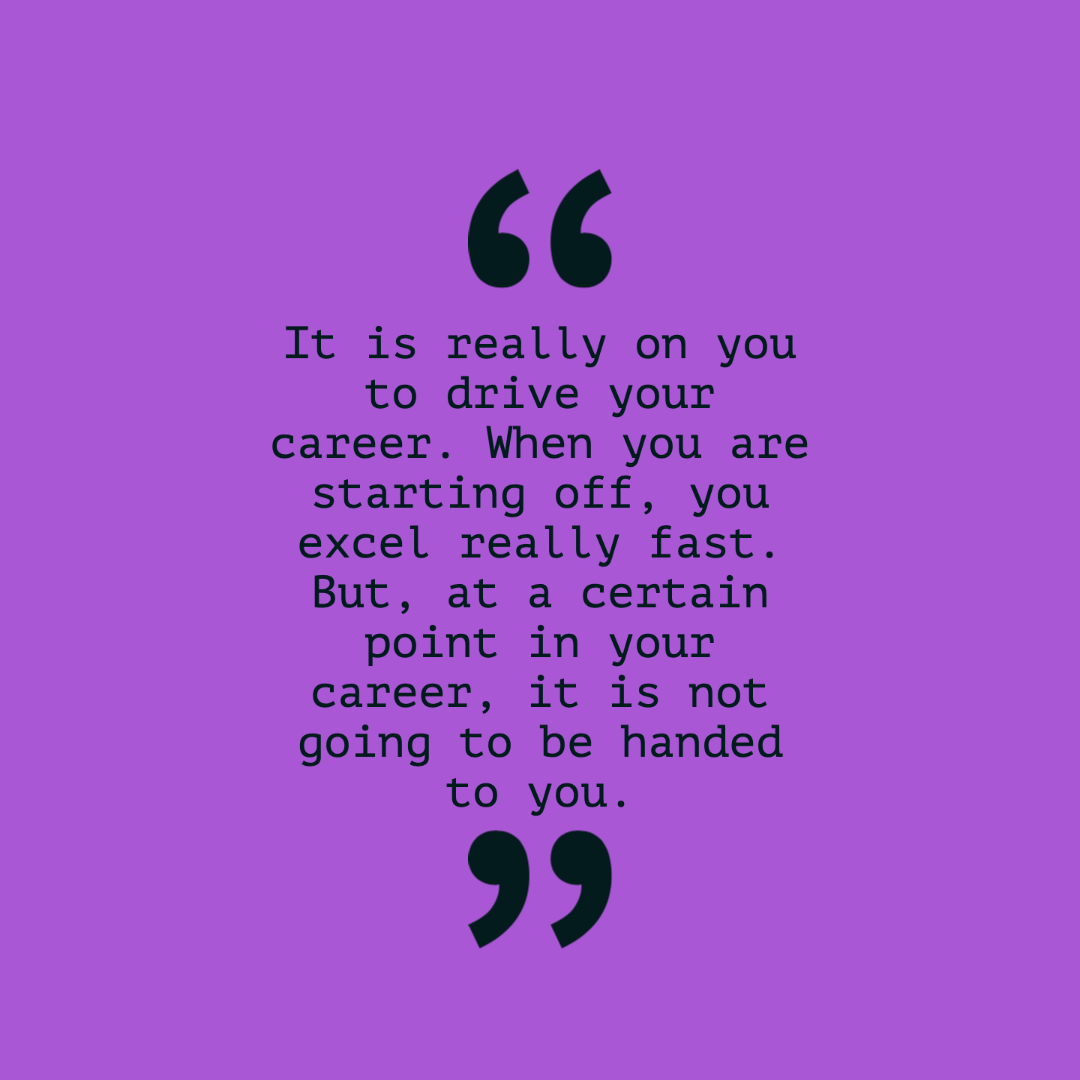 “
It is really on you
to drive your
career. When you are
starting off, you
excel really fast.
But, at a certain
point in your
career, it is not
going to be handed
to you.
”